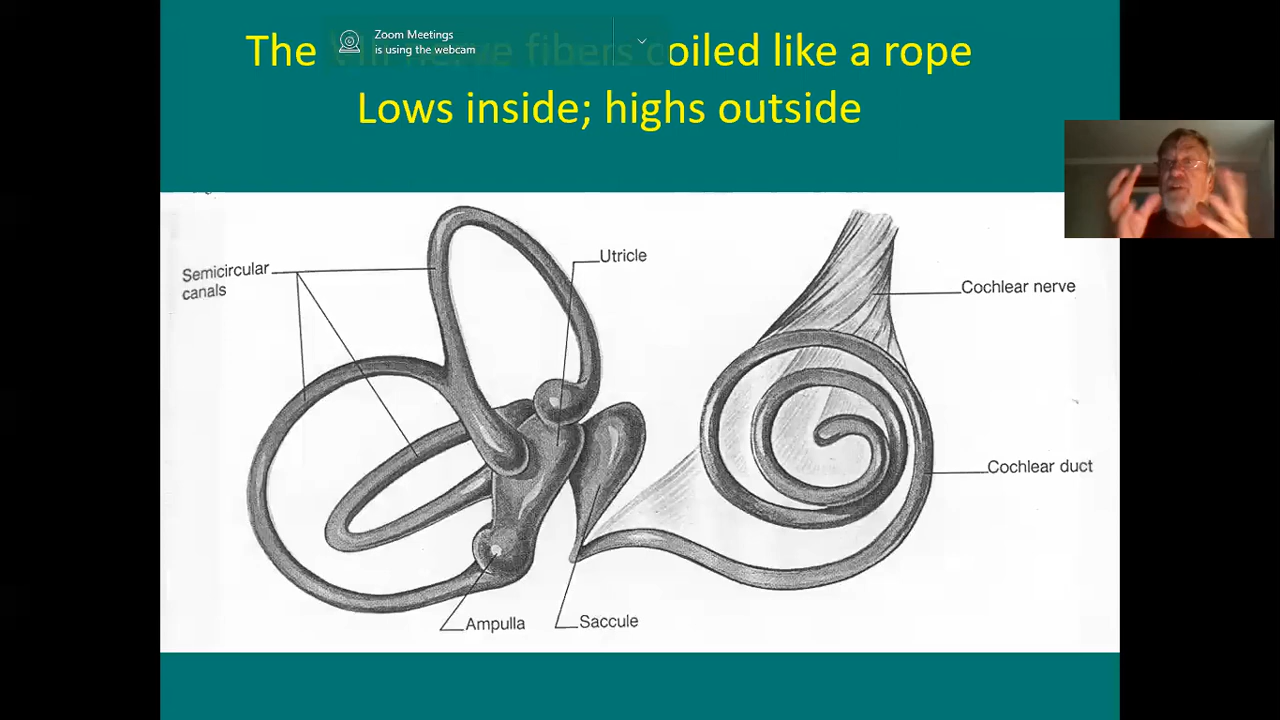 The VIII nerve fibers coiled like a rope
Zoom Meetings
is using the webcam
Lows inside; highs outside
Semicircular
canals
Utricle
Cochlear nerve
Cochlear duct
Ampulla
Saccule